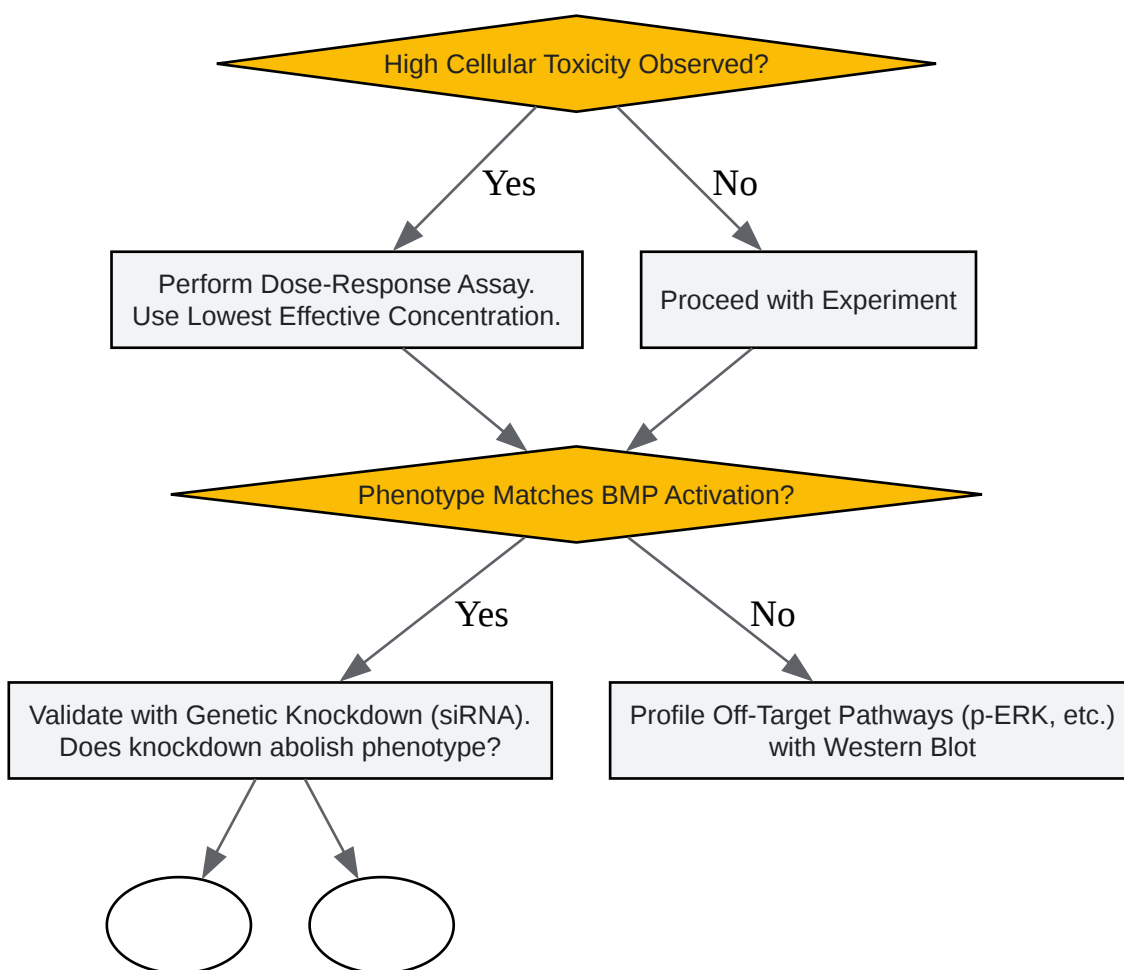 High Cellular Toxicity Observed?
Yes
No
Perform Dose-Response Assay.
Use Lowest Effective Concentration.
Proceed with Experiment
Phenotype Matches BMP Activation?
Yes
No
Validate with Genetic Knockdown (siRNA).
Does knockdown abolish phenotype?
Profile Off-Target Pathways (p-ERK, etc.)
with Western Blot